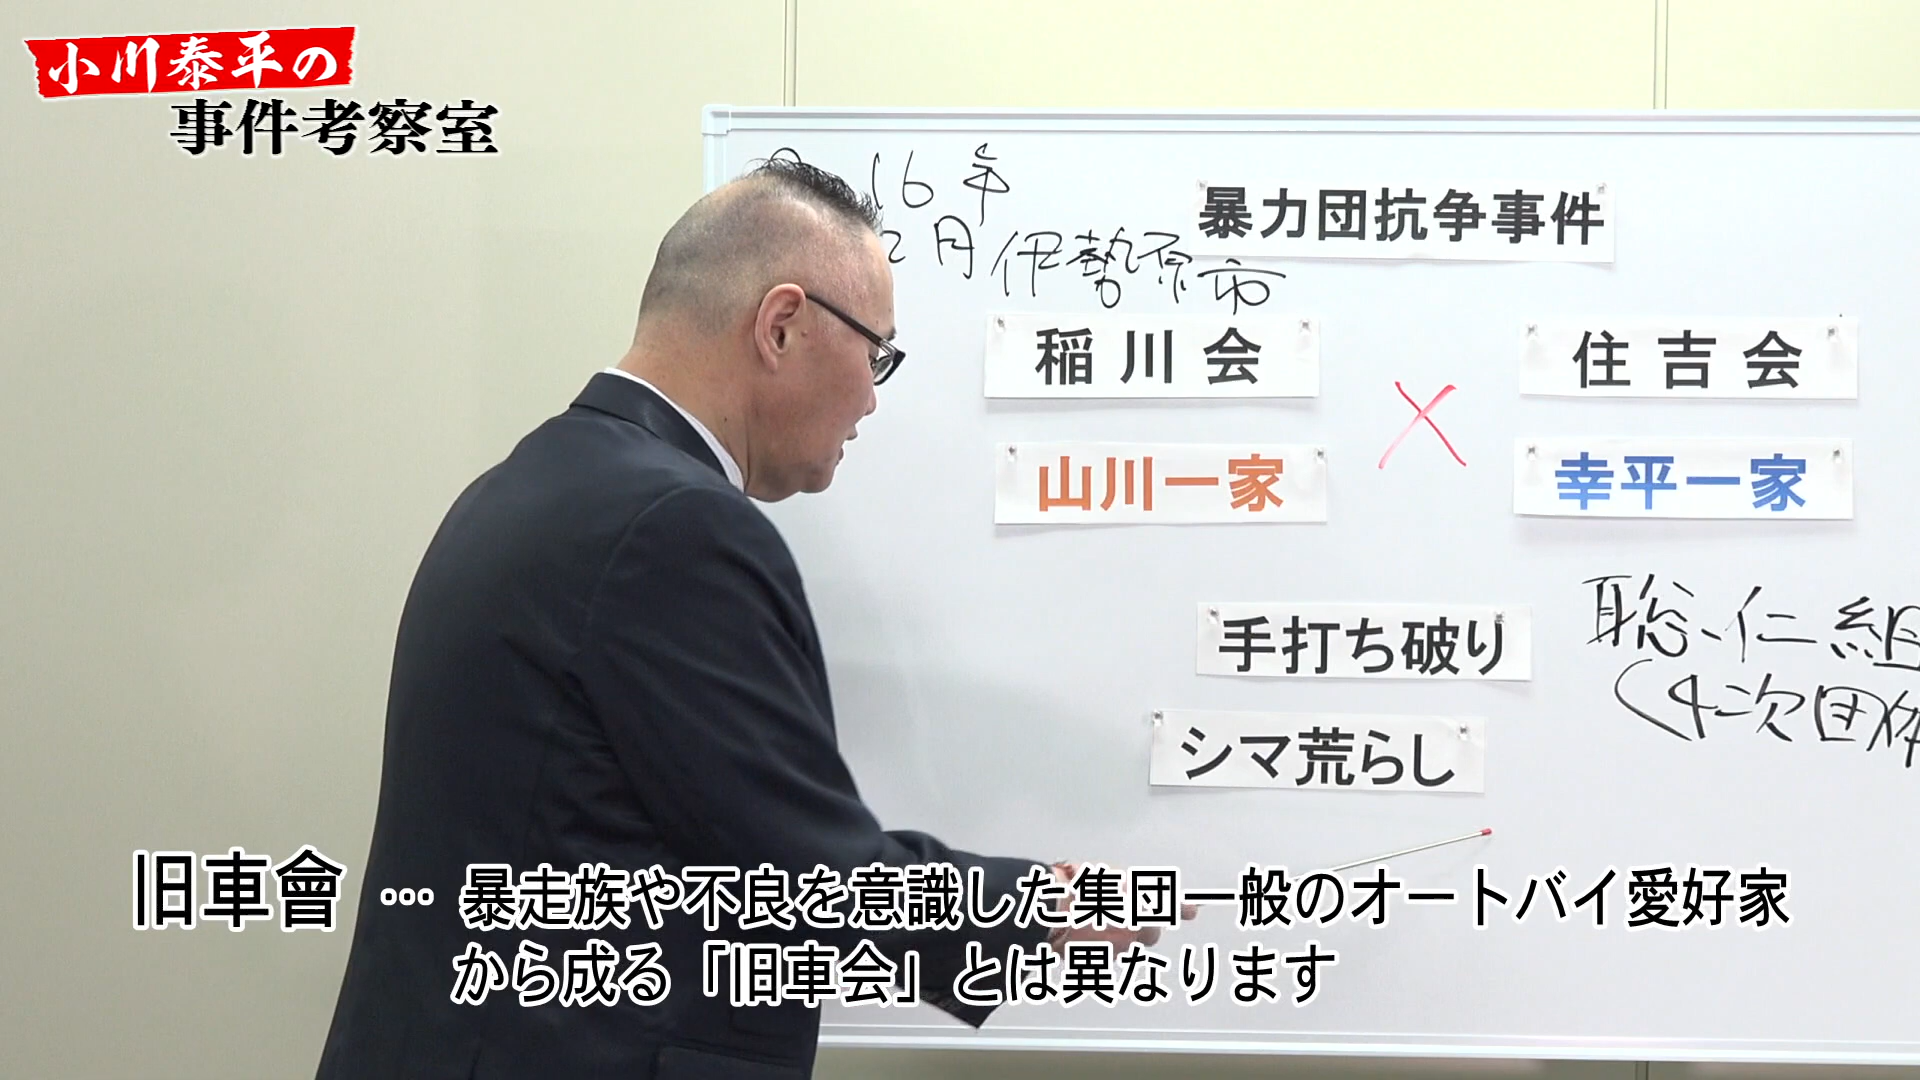 小川泰平の
事件考察室
16年
2月 伊勢原市
暴力団抗争事件
稲川会
住吉会
山川一家
幸平一家
手打ち破り
シマ荒らし
聡仁組
(4次団体
旧車會 … 暴走族や不良を意識した集団一般のオートバイ愛好家
から成る「旧車会」とは異なります